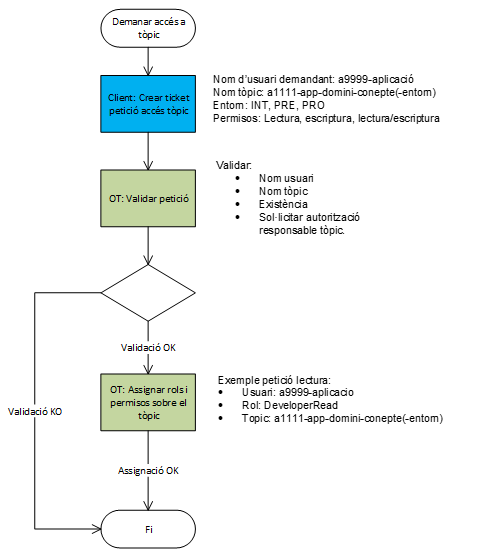 Demanar accés a
tòpic
Client: Crear ticket
petició accés tòpic
Nom d'usuari demandant: a9999-aplicació
Nom tòpic: a1111-app-domini-conepte(-entorn)
Entorn: INT, PRE, PRO
Permisos: Lectura, escriptura, lectura/escriptura
OT: Validar petició
Validar:
• Nom usuari
• Nom tòpic
• Existència
• Sol·licitar autorització
responsable tòpic.
Validació OK
Validació KO
OT: Assignar rols i
permisos sobre el
tòpic
Exemple petició lectura:
• Usuari: a9999-aplicacio
• Rol: DeveloperRead
• Topic: a1111-app-domini-conepte(-entorn)
Assignació OK
Fi